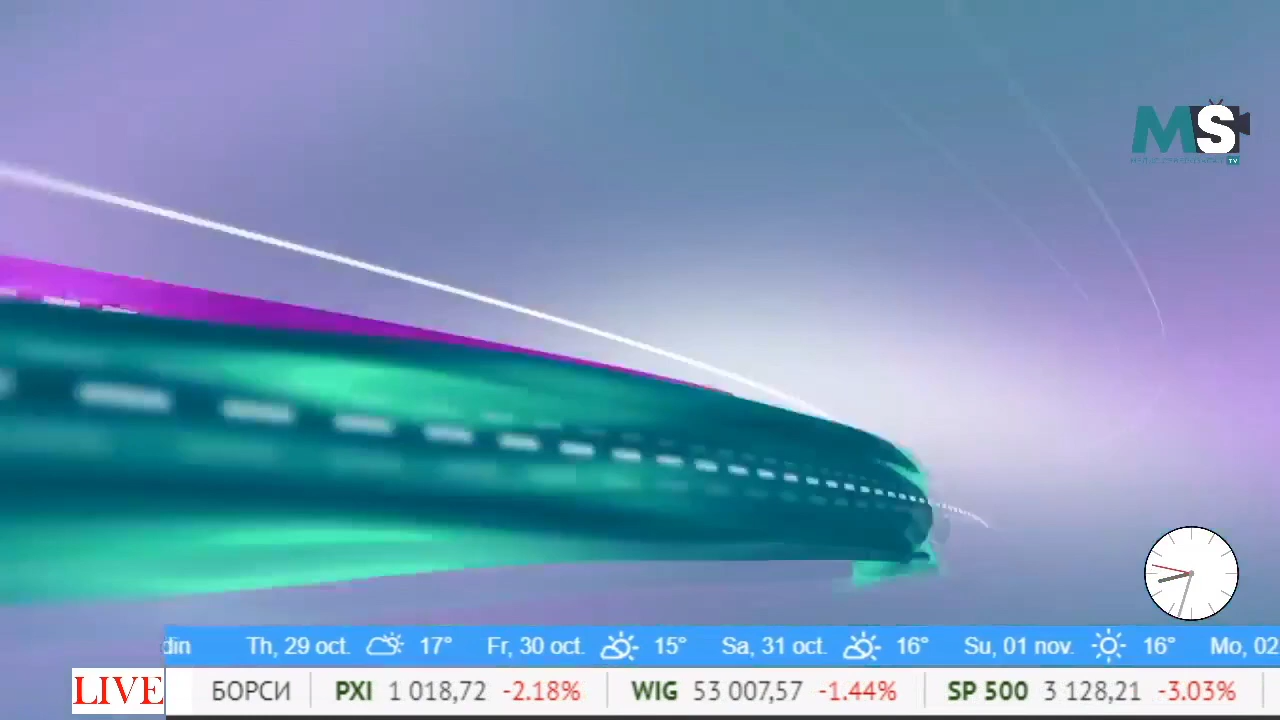 MS
TV
din Th, 29 oct. 17° Fr, 30 oct. 15° Sa, 31 oct. 16° Su, 01 nov. 16° Mo, 02
LIVE БОРСИ PXI 1 018,72 -2.18% WIG 53 007,57 -1.44% SP 500 3 128,21 -3.03%